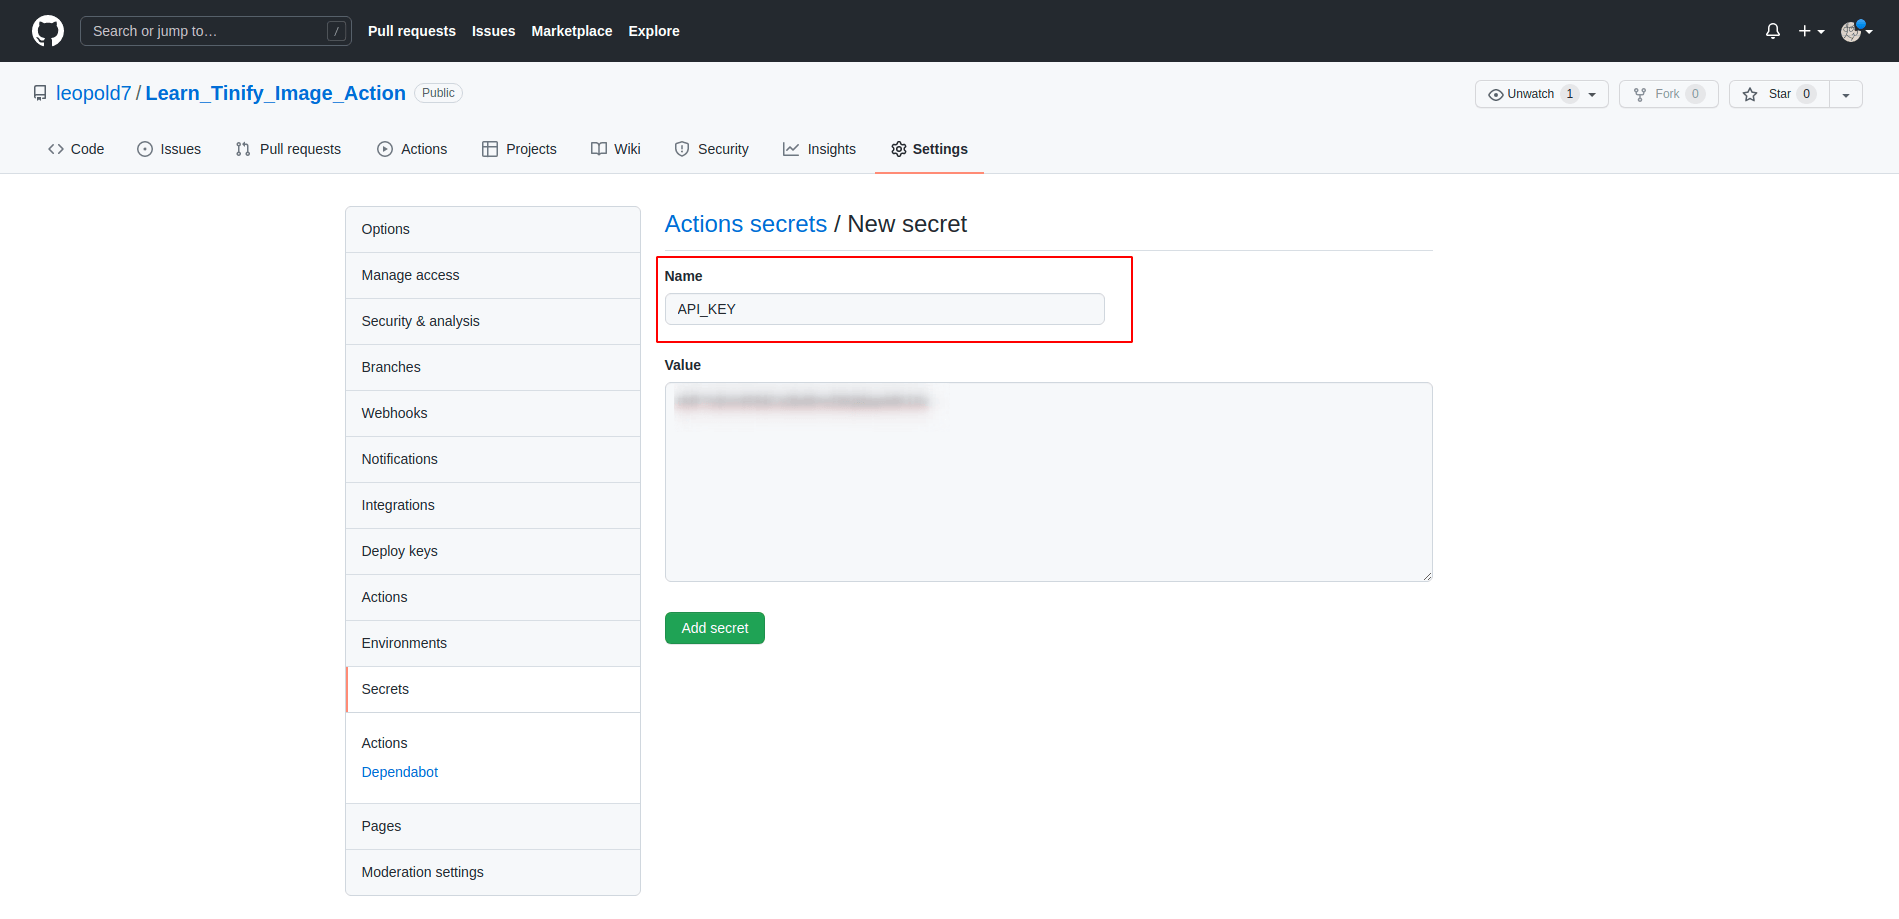 Search or jump to… /
Pull requests Issues Marketplace Explore
leopold7 / Learn_Tinify_Image_Action Public
Unwatch 1 Fork 0 Star 0
Code Issues Pull requests Actions Projects Wiki Security Insights Settings
Options
Manage access
Security & analysis
Branches
Webhooks
Notifications
Integrations
Deploy keys
Actions
Environments
Secrets
Actions
Dependabot
Pages
Moderation settings
Actions secrets / New secret
Name
API_KEY
Value
Add secret